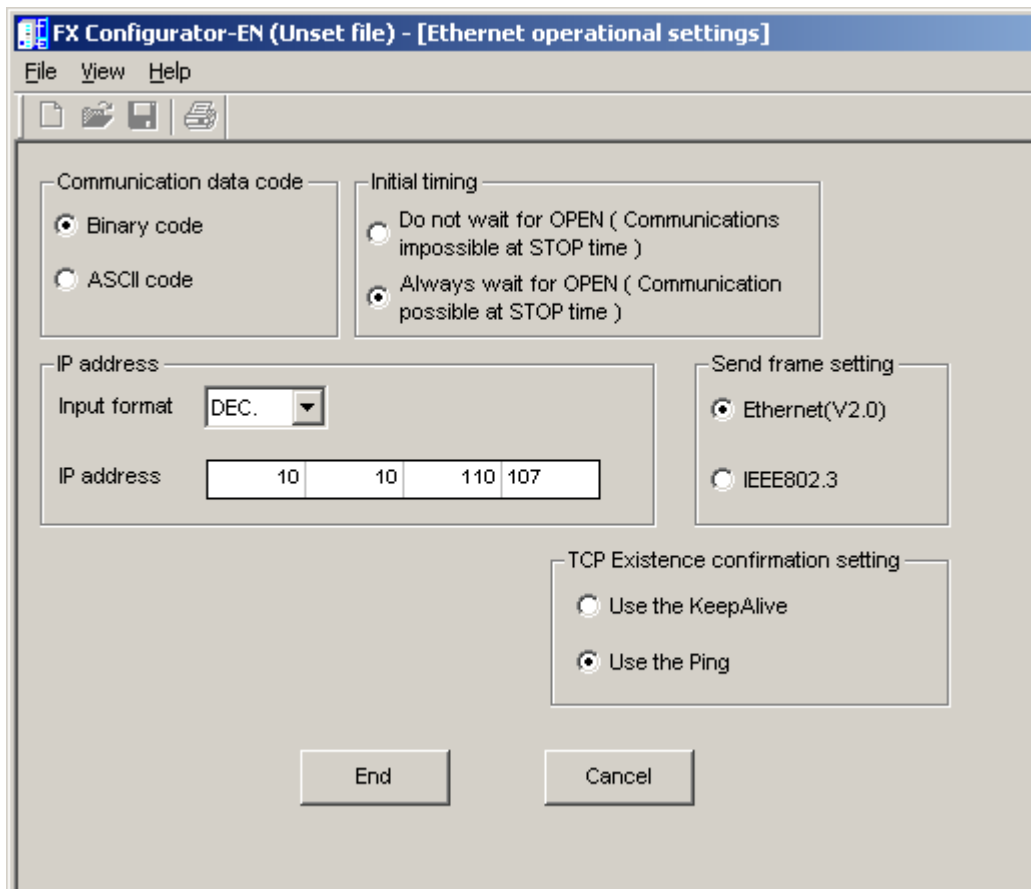 FX Configurator-EN (Unset file) - [Ethernet operational settings]
File View Help
Communication data code
Binary code
ASCII code
Initial timing
Do not wait for OPEN ( Communications
impossible at STOP time )
Always wait for OPEN ( Communication
possible at STOP time )
IP address
Input format DEC.
IP address 10 10 110 107
Send frame setting
Ethernet(V2.0)
IEEE802.3
TCP Existence confirmation setting
Use the KeepAlive
Use the Ping
End Cancel